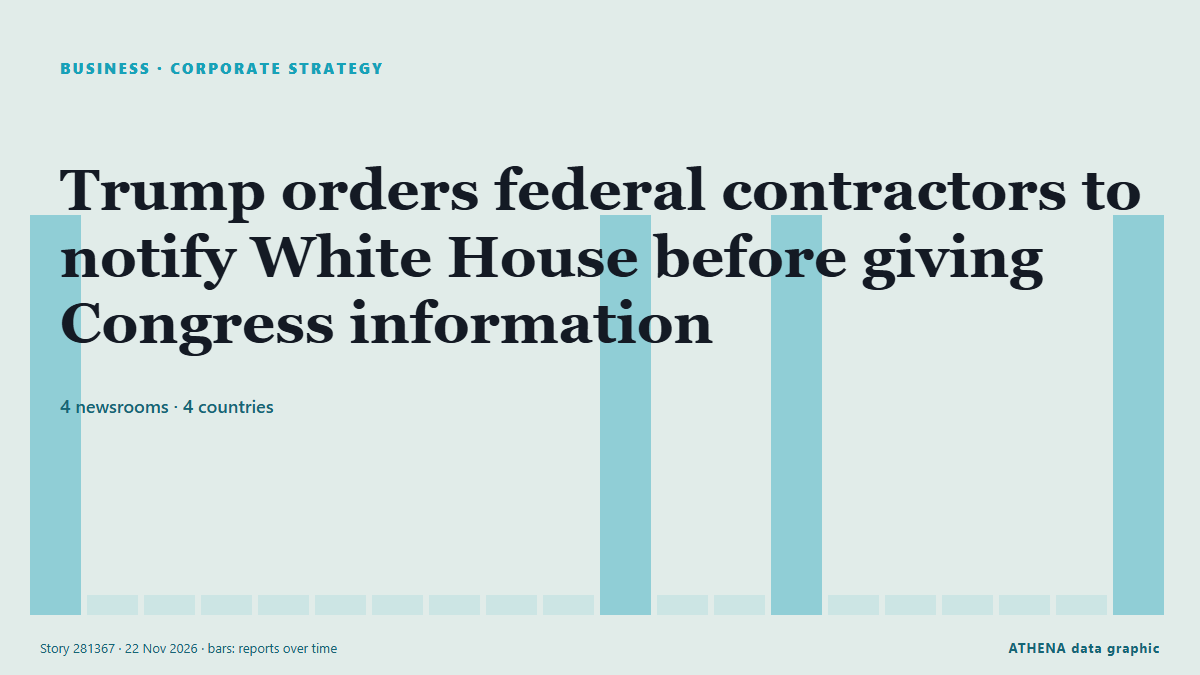 BUSINESS · CORPORATE STRATEGY
Trump orders federal contractors to
notify White House before giving
Congress information
4 newsrooms · 4 countries
Story 281367 · 22 Nov 2026 · bars: reports over time
ATHENA data graphic